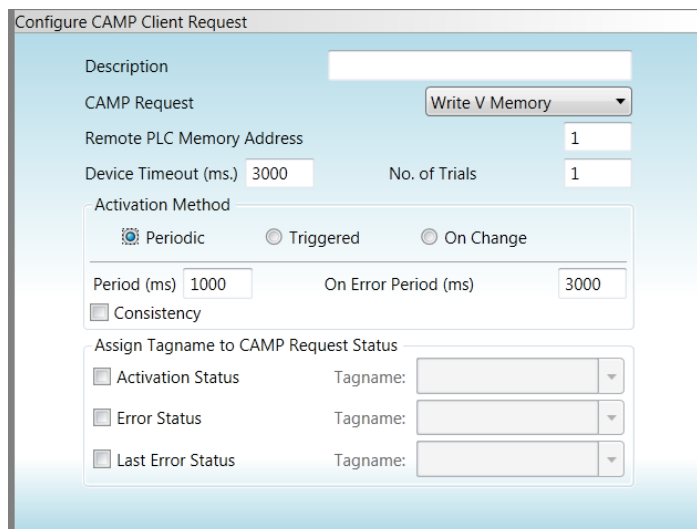 Configure CAMP Client Request
Description
CAMP Request Write V Memory
Remote PLC Memory Address 1
Device Timeout (ms.) 3000 No. of Trials 1
Activation Method
Periodic Triggered On Change
Period (ms) 1000 On Error Period (ms) 3000
Consistency
Assign Tagname to CAMP Request Status
Activation Status Tagname:
Error Status Tagname:
Last Error Status Tagname: